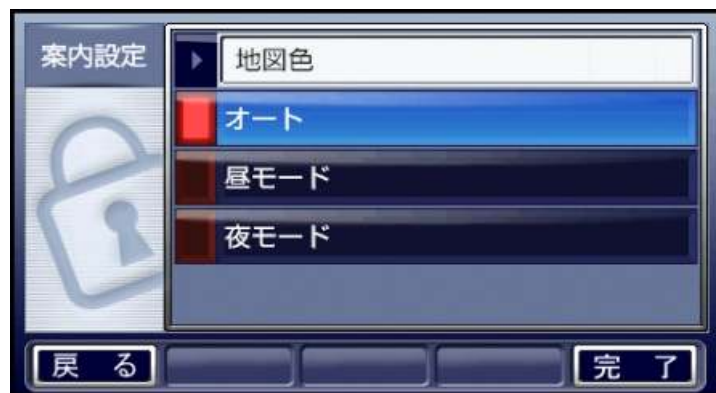 案内設定
地図色
オート
昼モード
夜モード
戻 る
完 了